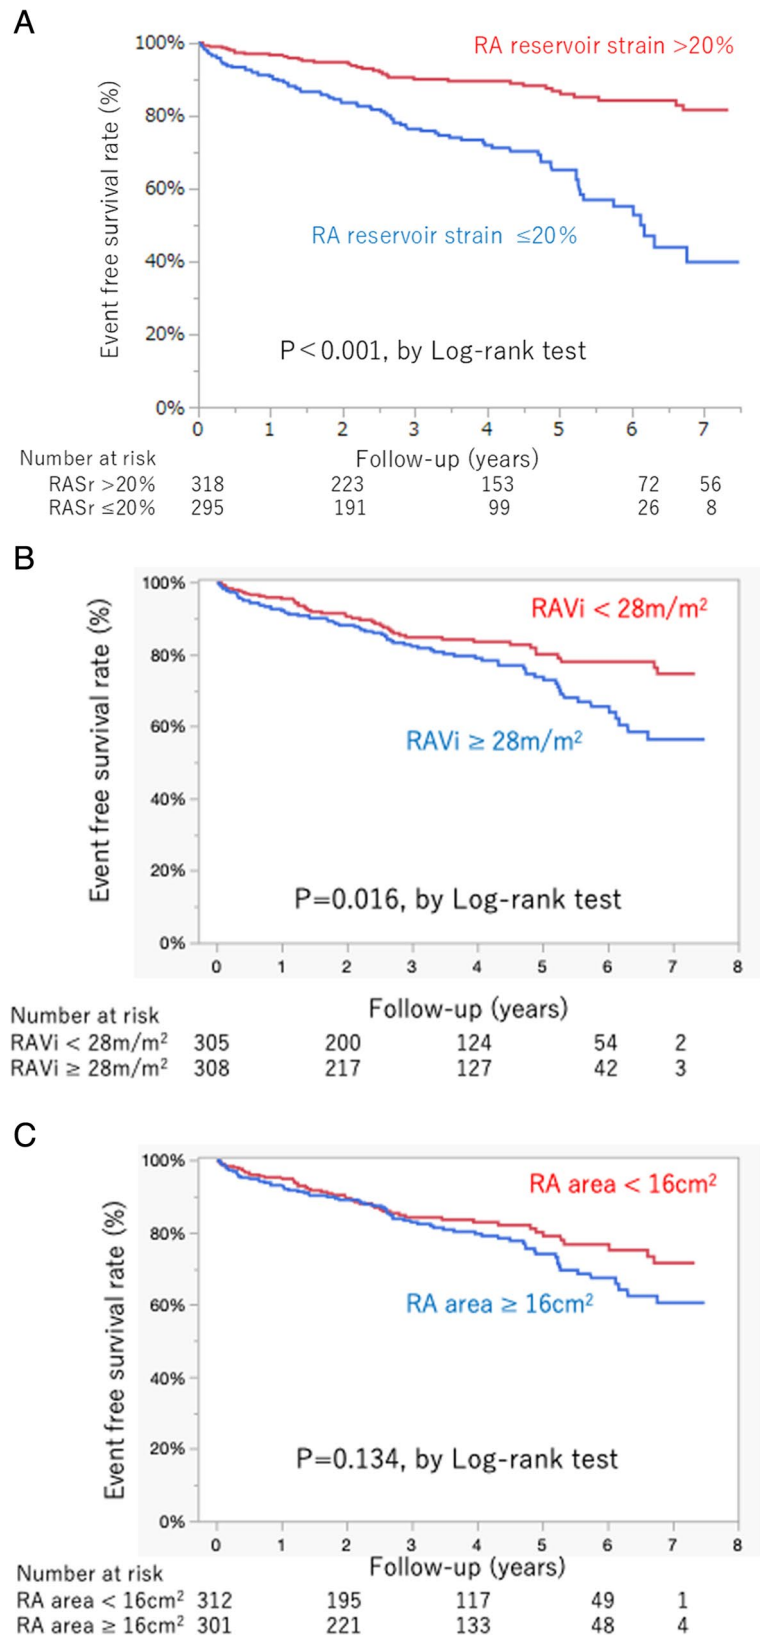 A
100%
RA reservoir strain >20%
80%
60%
RA reservoir strain ≤20%
40%
20%
P<0.001, by Log-rank test
0%
Event free survival rate (%)
0 1 2 3 4 5 6 7
Number at risk
Follow-up (years)
RASr >20% 318 223 153 72 56
RASr ≤20% 295 191 99 26 8
B
100%
RAVi < 28m/m²
80%
60%
RAVi ≥ 28m/m²
40%
20%
P=0.016, by Log-rank test
0%
Event free survival rate (%)
0 1 2 3 4 5 6 7 8
Follow-up (years)
Number at risk
RAVi < 28m/m² 305 200 124 54 2
RAVi ≥ 28m/m² 308 217 127 42 3
C
100%
RA area < 16cm²
80%
60%
RA area ≥ 16cm²
40%
20%
P=0.134, by Log-rank test
0%
Event free survival rate (%)
0 1 2 3 4 5 6 7 8
Follow-up (years)
Number at risk
RA area < 16cm² 312 195 117 49 1
RA area ≥ 16cm² 301 221 133 48 4